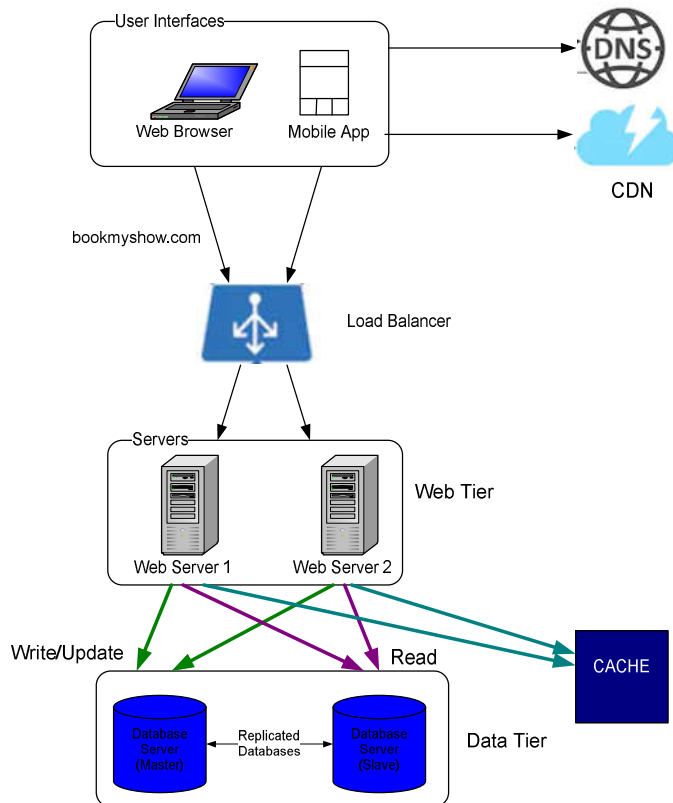 User Interfaces
DNS
Web Browser
Mobile App
CDN
bookmyshow.com
Load Balancer
Servers
Web Tier
Web Server 1
Web Server 2
Write/Update
Read
CACHE
Database
Server
(Master)
Replicated
Databases
Database
Server
(Slave)
Data Tier